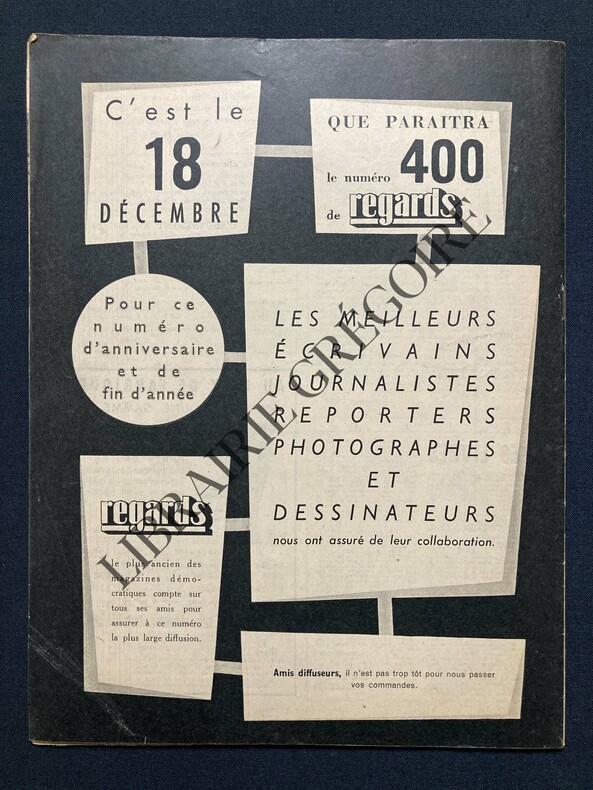 C'est le
18
DÉCEMBRE
QUE PARAITRA
le numéro 400
de regards
Pour ce
numéro
d'anniversaire
et de
fin d'année
LES MEILLEURS
ÉCRIVAINS
JOURNALISTES
REPORTERS
PHOTOGRAPHES
ET
DESSINATEURS
nous ont assuré de leur collaboration.
regards
le plus ancien des
magazines démo-
cratiques compte sur
tous ses amis pour
assurer à ce numéro
la plus large diffusion.
Amis diffuseurs, il n'est pas trop tôt pour nous passer
vos commandes.
LIBRAIRIE GRÉGOIRE